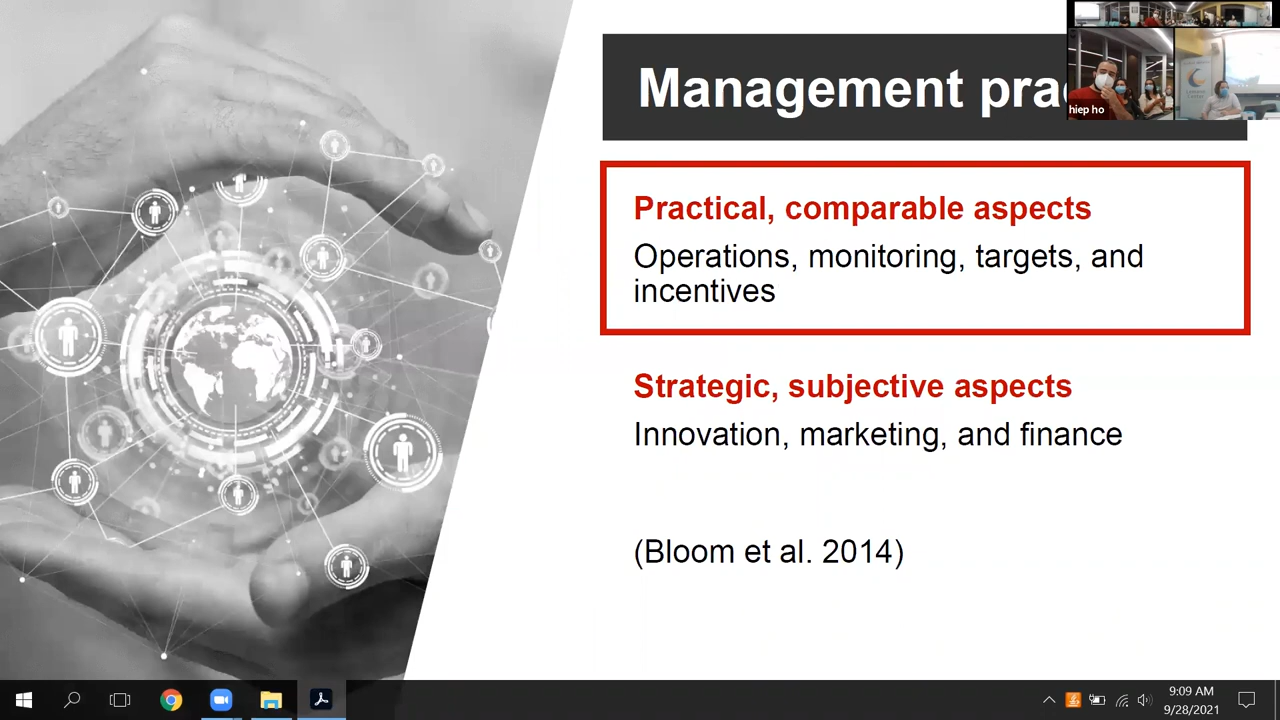 Management prac
hiep ho
Practical, comparable aspects
Operations, monitoring, targets, and
incentives
Strategic, subjective aspects
Innovation, marketing, and finance
(Bloom et al. 2014)
9:09 AM
9/28/2021